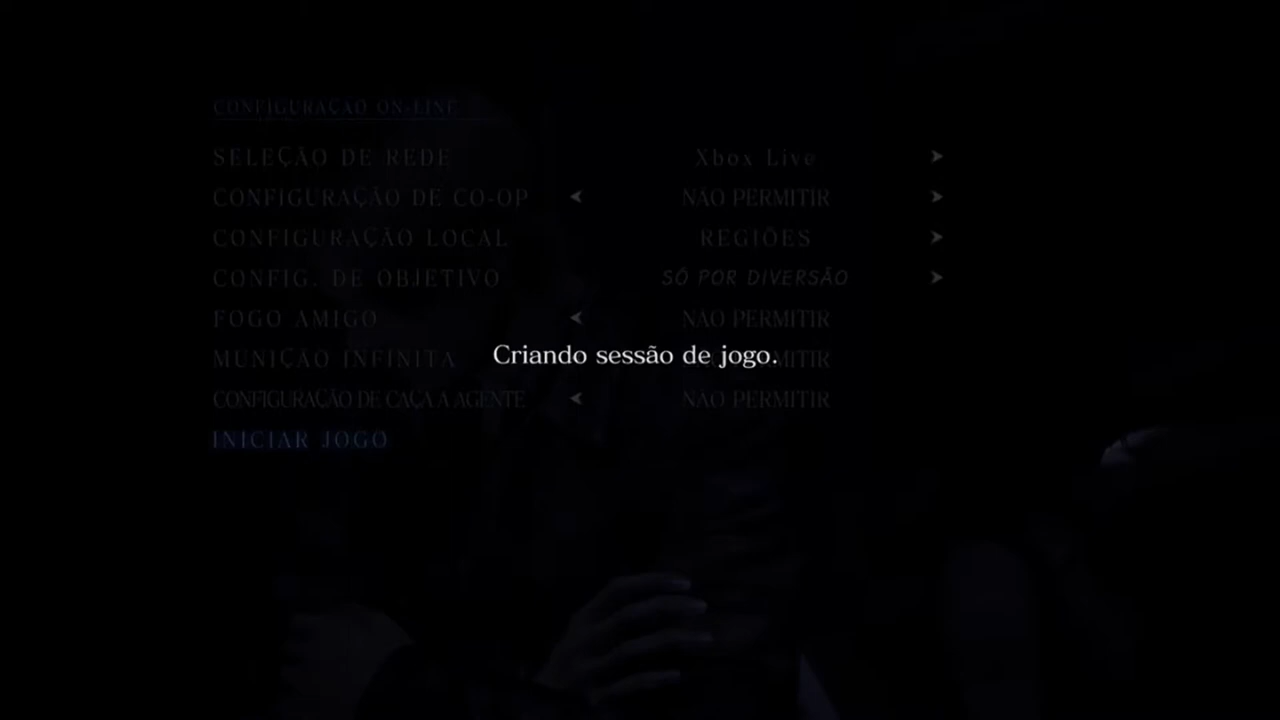 CONFIGURAÇÃO ON-LINE
SELEÇÃO DE REDE Xbox Live
CONFIGURAÇÃO DE CO-OP NÃO PERMITIR
CONFIGURAÇÃO LOCAL REGIÕES
CONFIG. DE OBJETIVO SÓ POR DIVERSÃO
FOGO AMIGO NÃO PERMITIR
MUNIÇÃO INFINITA MITIR
Criando sessão de jogo.
CONFIGURAÇÃO DE CAÇA A AGENTE NÃO PERMITIR
INICIAR JOGO